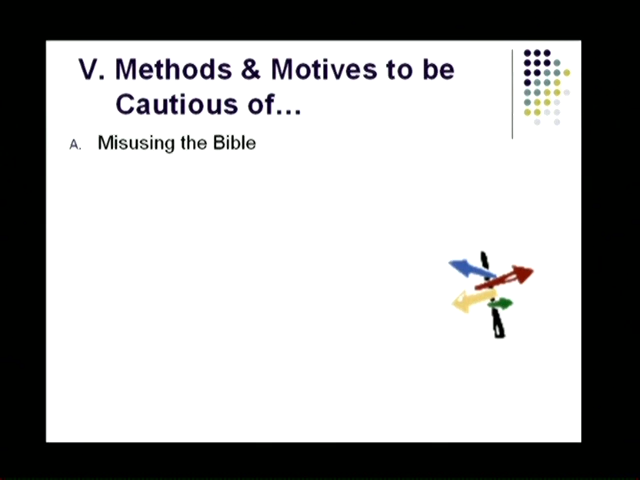 V. Methods & Motives to be
Cautious of...
A. Misusing the Bible